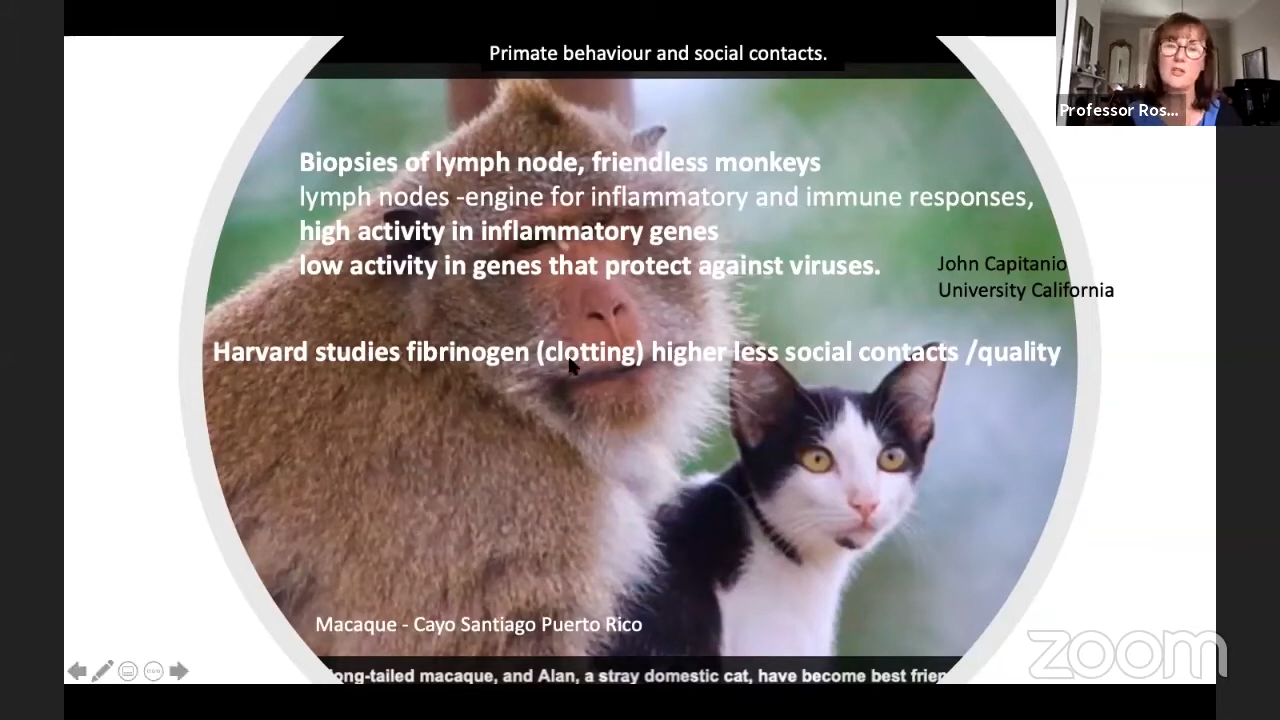 Primate behaviour and social contacts.
Professor Ros...
Biopsies of lymph node, friendless monkeys
lymph nodes -engine for inflammatory and immune responses,
high activity in inflammatory genes
low activity in genes that protect against viruses.
John Capitanio
University California
Harvard studies fibrinogen (clotting) higher less social contacts /quality
Macaque - Cayo Santiago Puerto Rico
long-tailed macaque, and Alan, a stray domestic cat, have become best frien
zoom